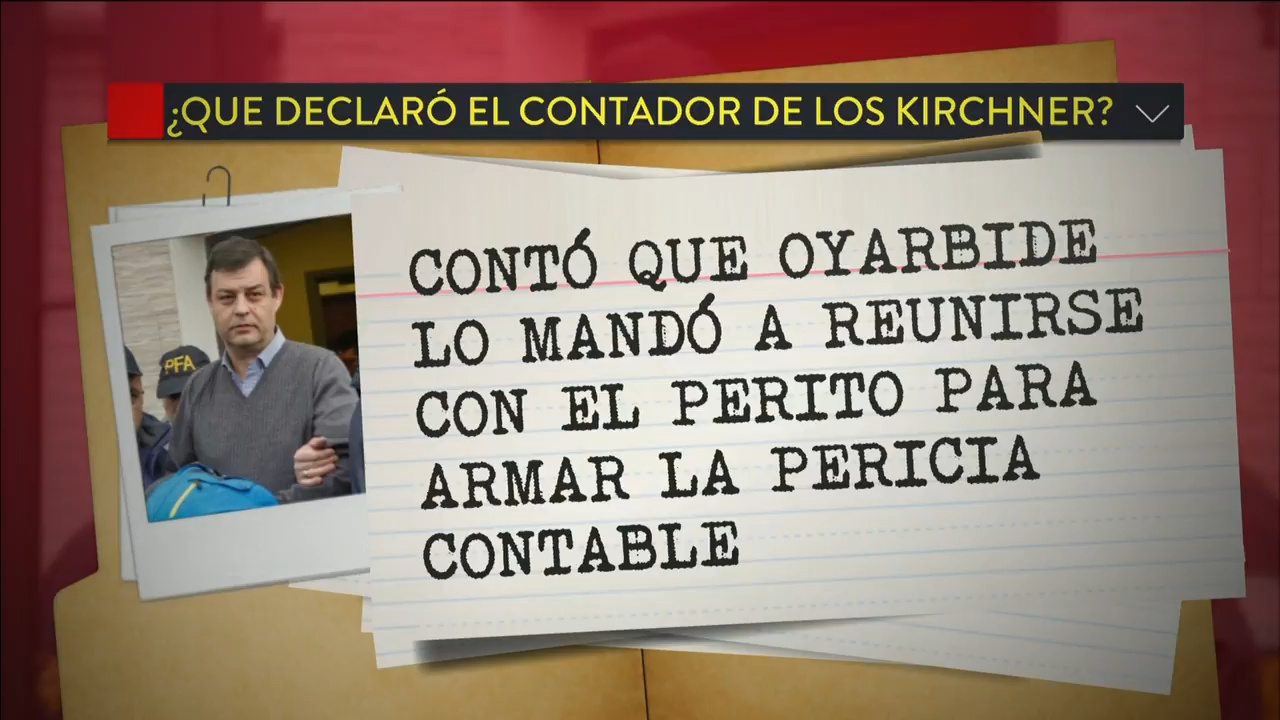 ¿QUE DECLARÓ EL CONTADOR DE LOS KIRCHNER?
PFA
CONTÓ QUE OYARBIDE
LO MANDÓ A REUNIRSE
CON EL PERITO PARA
ARMAR LA PERICIA
CONTABLE